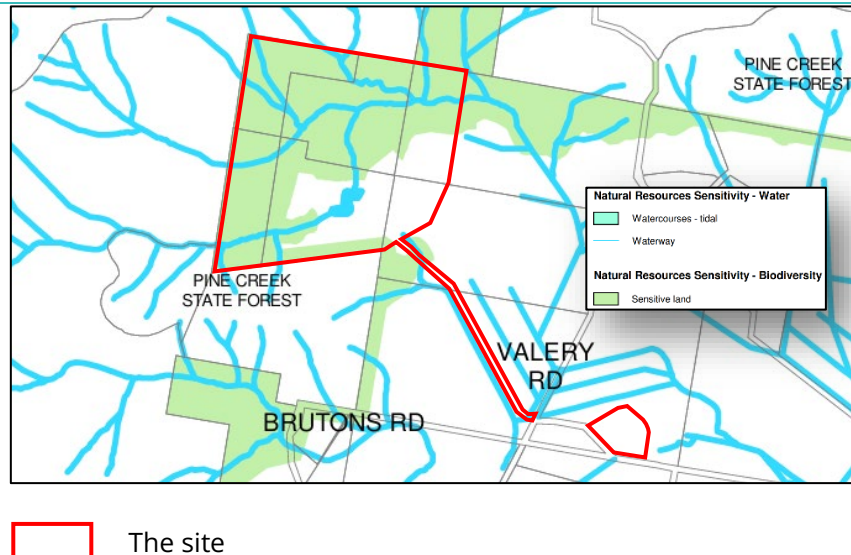 PINE CREEK
STATE FOREST
Natural Resources Sensitivity - Water
Watercourses - tidal
Waterway
Natural Resources Sensitivity - Biodiversity
Sensitive land
PINE CREEK
STATE FOREST
VALERY
RD
BRUTONS RD
The site